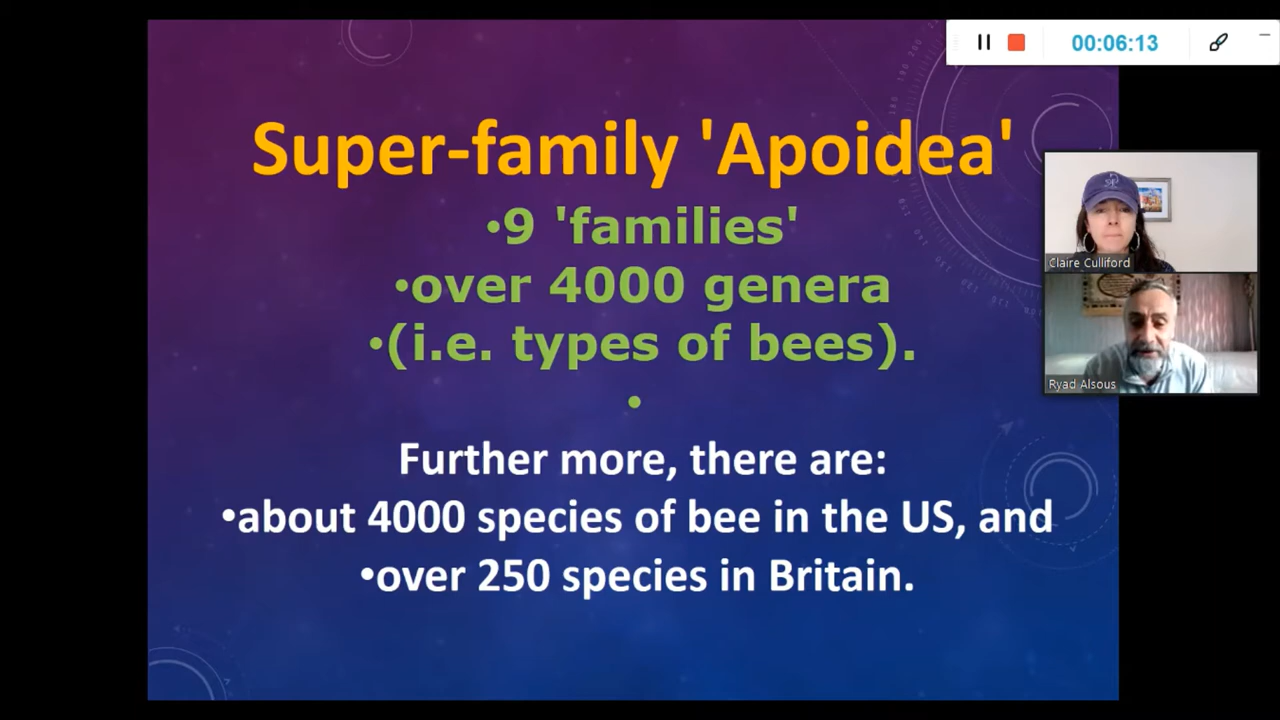 00:06:13
Super-family 'Apoidea'
•9 'families'
•over 4000 genera
•(i.e. types of bees).
•
Further more, there are:
•about 4000 species of bee in the US, and
•over 250 species in Britain.
Claire Culliford
Ryad Alsous